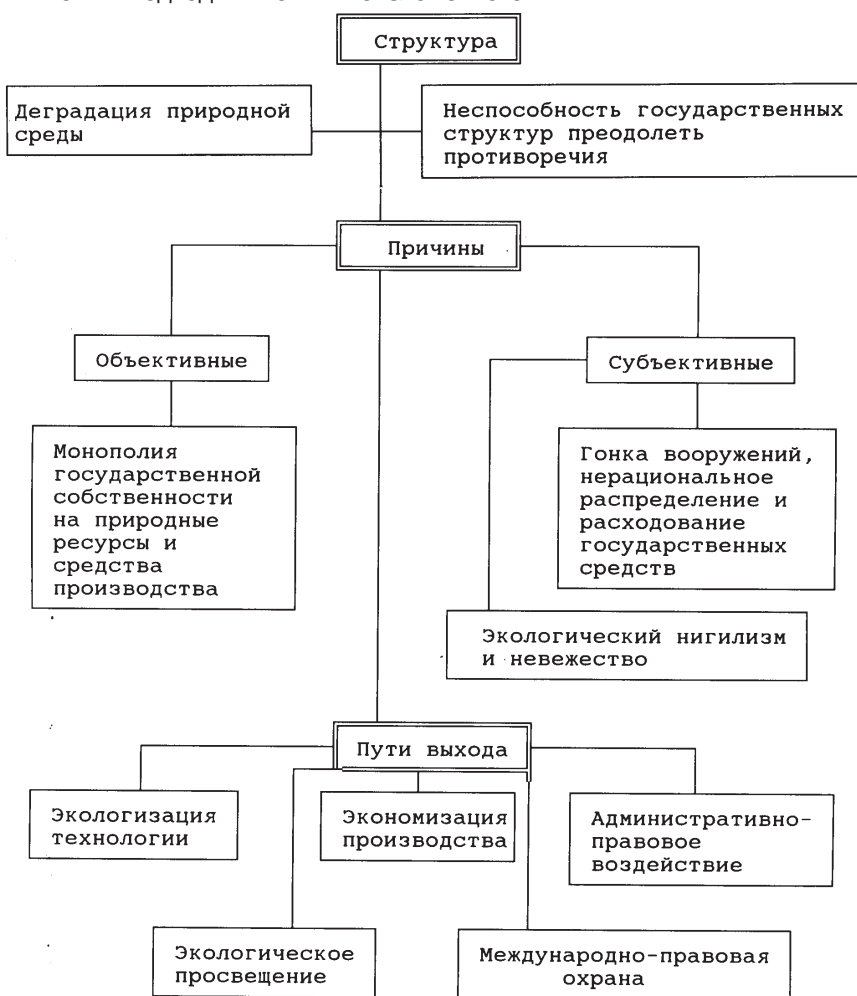 Структура
Деградация природной
среды
Неспособность государственных
структур преодолеть
противоречия
Причины
Объективные
Субъективные
Монополия
государственной
собственности
на природные
ресурсы и
средства
производства
Гонка вооружений,
нерациональное
распределение и
расходование
государственных
средств
Экологический нигилизм
и невежество
Пути выхода
Экологизация
технологии
Экономизация
производства
Административно-
правовое
воздействие
Экологическое
просвещение
Международно-правовая
охрана